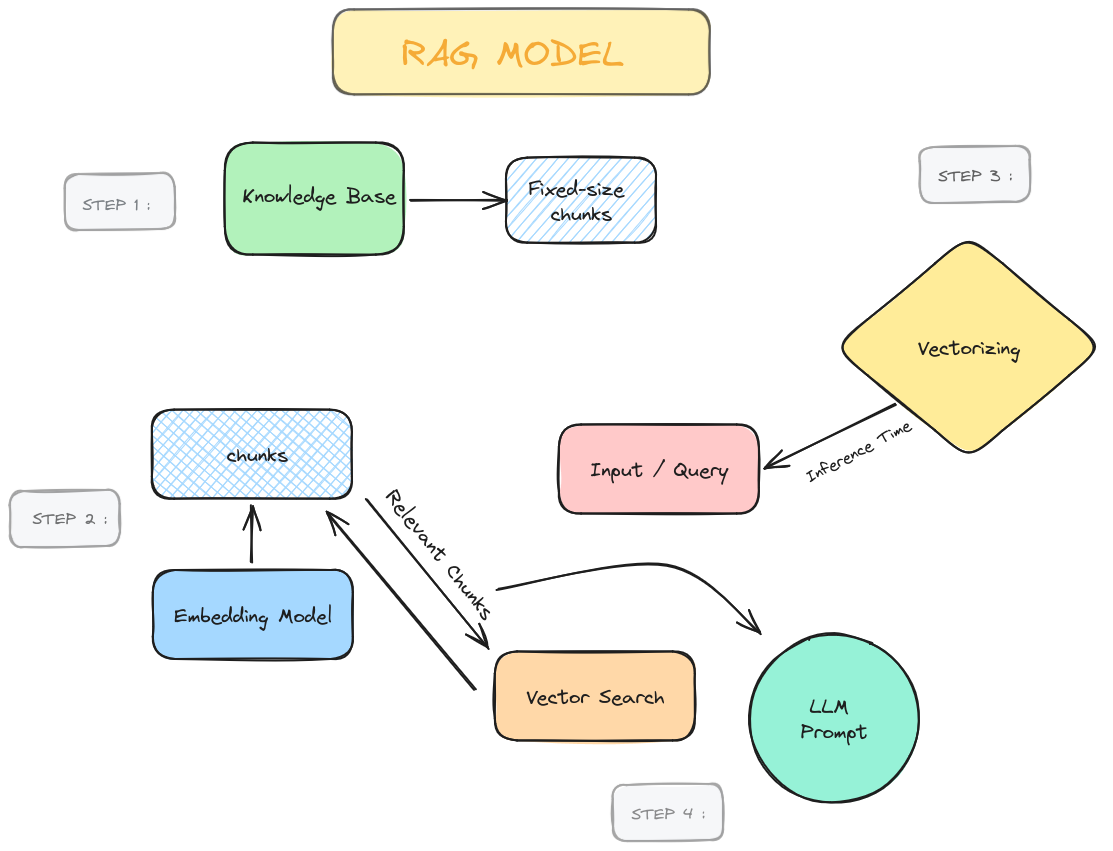 RAG MODEL
STEP 1 :
Knowledge Base
Fixed-size
chunks
STEP 3 :
Vectorizing
Inference Time
Input / Query
chunks
STEP 2 :
Relevant Chunks
Embedding Model
Vector Search
LLM
Prompt
STEP 4 :